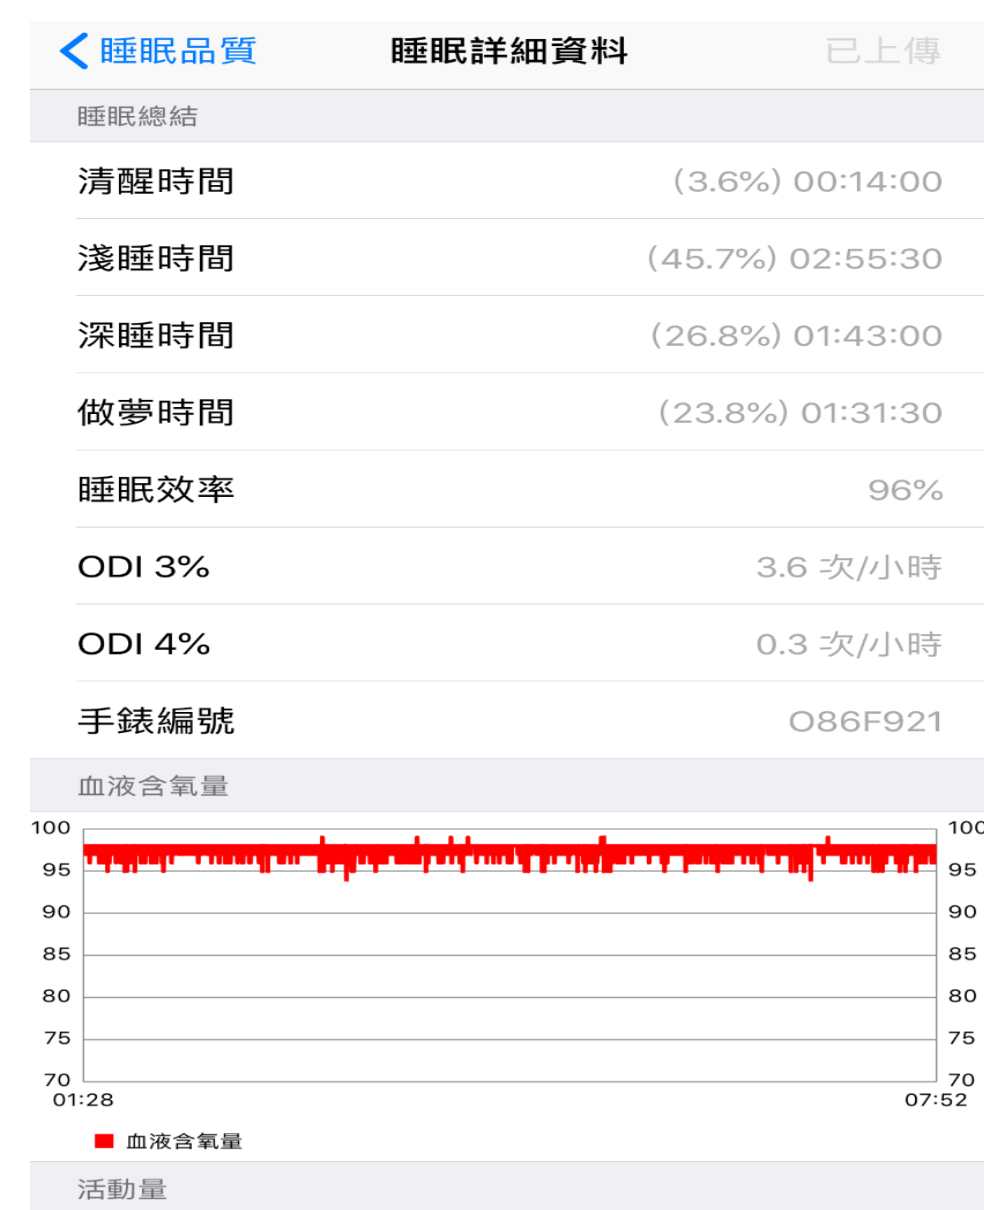 睡眠品質 睡眠詳細資料 已上傳
睡眠總結
清醒時間 (3.6%) 00:14:00
淺睡時間 (45.7%) 02:55:30
深睡時間 (26.8%) 01:43:00
做夢時間 (23.8%) 01:31:30
睡眠效率 96%
ODI 3% 3.6 次/小時
ODI 4% 0.3 次/小時
手錶編號 O86F921
血液含氧量
100 100
95 95
90 90
85 85
80 80
75 75
70 70
01:28 07:52
血液含氧量
活動量